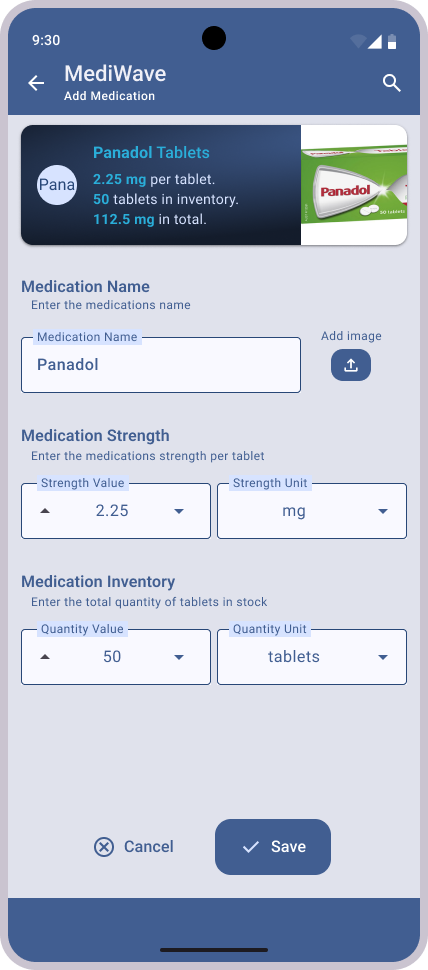 9:30
MediWave
Add Medication
Pana
Panadol Tablets
2.25 mg per tablet.
50 tablets in inventory.
112.5 mg in total.
Panadol
50 tablets
Medication Name
Enter the medications name
Medication Name
Panadol
Add image
Medication Strength
Enter the medications strength per tablet
Strength Value
2.25
Strength Unit
mg
Medication Inventory
Enter the total quantity of tablets in stock
Quantity Value
50
Quantity Unit
tablets
Cancel
Save